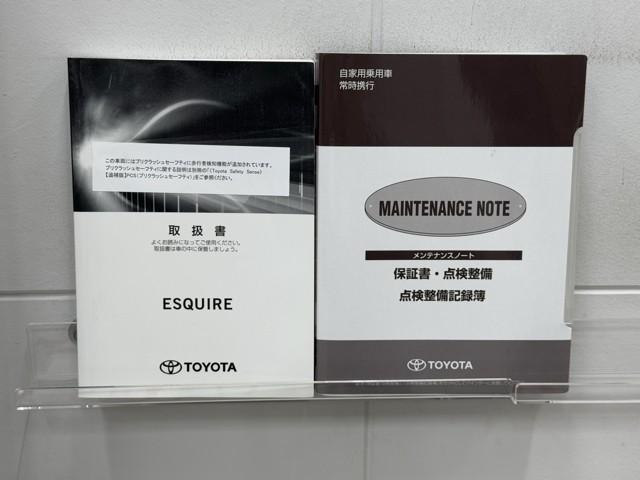 この車両にはプリクラッシュセーフティに歩行者検知機能が追加されています。
プリクラッシュセーフティに関する説明は別冊の「(Toyota Safety Sense)
【追補版】PCS(プリクラッシュセーフティ)」をご参照ください。
取扱書
よくお読みになってご使用ください。
取扱書は車の中に保管しましょう。
ESQUIRE
TOYOTA
自家用乗用車
常時携行
MAINTENANCE NOTE
メンテナンスノート
保証書・点検整備
点検整備記録簿
TOYOTA